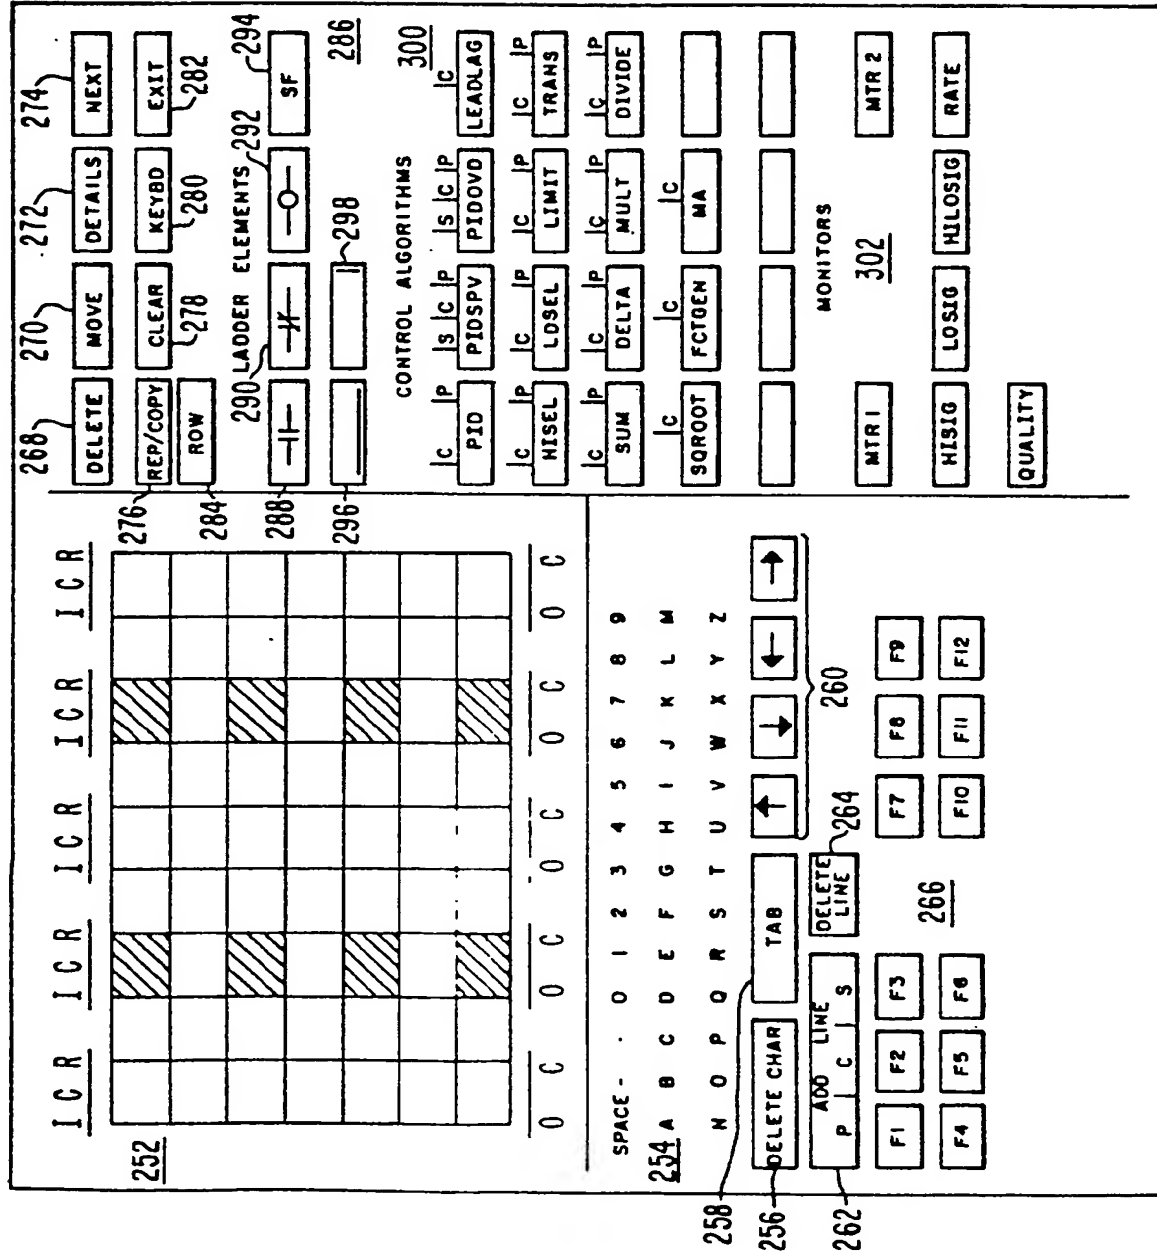 I C R   I C R   I C R   I C R   I C R
252
O C   O C   O C   O C   O C
SPACE - . 0 1 2 3 4 5 6 7 8 9
254
A B C D E F G H I J K L M
N O P Q R S T U V W X Y Z
258
256
DELETE CHAR   TAB
260
262
ADD LINE
P | C | S
DELETE LINE
264
F1 F2 F3 F7 F8 F9
266
F4 F5 F6 F10 F11 F12
268 270 272 274
DELETE MOVE DETAILS NEXT
REP/COPY CLEAR KEYBD EXIT
276 278 280 282
ROW
284
290 LADDER ELEMENTS 292 294
SF
288
286
296 298
CONTROL ALGORITHMS 300
C P   S C P   S C P   C
PID PIDSPV PIDOVD LEADLAG
C P   C P   C P   C P
HISEL LOSEL LIMIT TRANS
C P   C P   C P   C P
SUM DELTA MULT DIVIDE
C   C   C
SQROOT FCTGEN MA
MONITORS
MTR1 302 MTR 2
HISIG LOSIG HILOSIG RATE
QUALITY